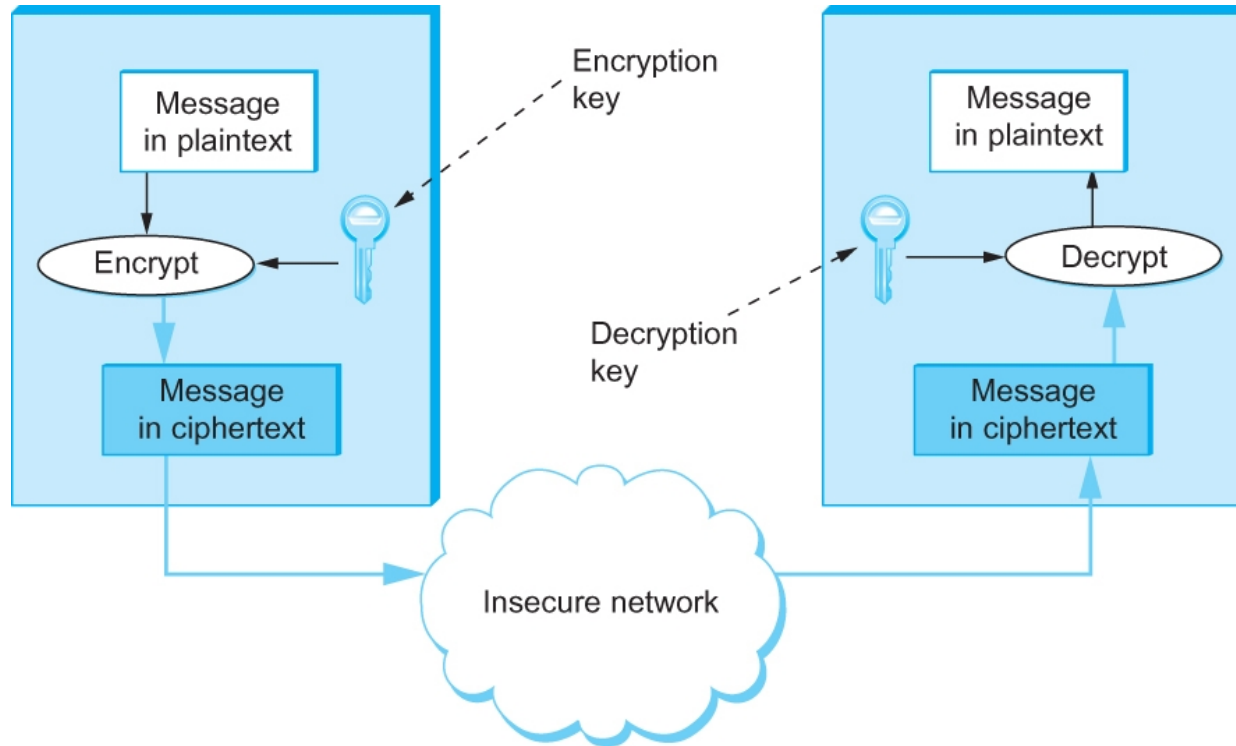 Message
in plaintext
Encrypt
Message
in ciphertext
Encryption
key
Decryption
key
Insecure network
Message
in plaintext
Decrypt
Message
in ciphertext